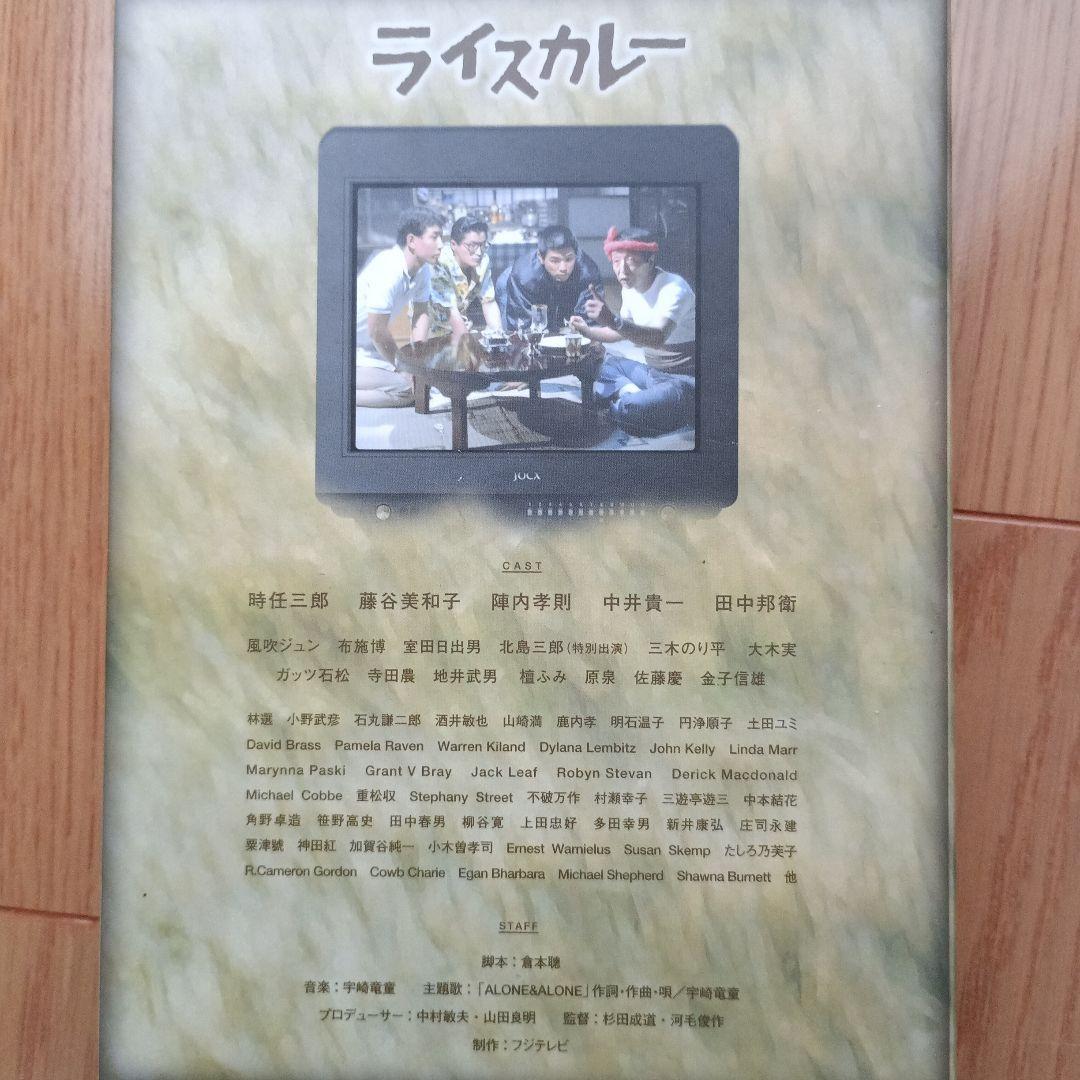 ライスカレー
JOCX
1 2 3 4 5 6 7 8 9 10 11 12
CAST
時任三郎 藤谷美和子 陣内孝則 中井貴一 田中邦衛
風吹ジュン 布施博 室田日出男 北島三郎(特別出演) 三木のり平 大木実
ガッツ石松 寺田農 地井武男 檀ふみ 原泉 佐藤慶 金子信雄
林選 小野武彦 石丸謙二郎 酒井敏也 山崎満 鹿内孝 明石温子 円浄順子 土田ユミ
David Brass Pamela Raven Warren Kiland Dylana Lembitz John Kelly Linda Marr
Marynna Paski Grant V Bray Jack Leaf Robyn Stevan Derick Macdonald
Michael Cobbe 重松収 Stephany Street 不破万作 村瀬幸子 三遊亭遊三 中本結花
角野卓造 笹野高史 田中春男 柳谷寛 上田忠好 多田幸男 新井康弘 庄司永建
粟津號 神田紅 加賀谷純一 小木曽孝司 Ernest Warnielus Susan Skemp たしろ乃芙子
R.Cameron Gordon Cowb Charie Egan Bharbara Michael Shepherd Shawna Burnett 他
STAFF
脚本:倉本聰
音楽:宇崎竜童 主題歌:「ALONE&ALONE」作詞・作曲・唄/宇崎竜童
プロデューサー:中村敏夫・山田良明 監督:杉田成道・河毛俊作
制作:フジテレビ